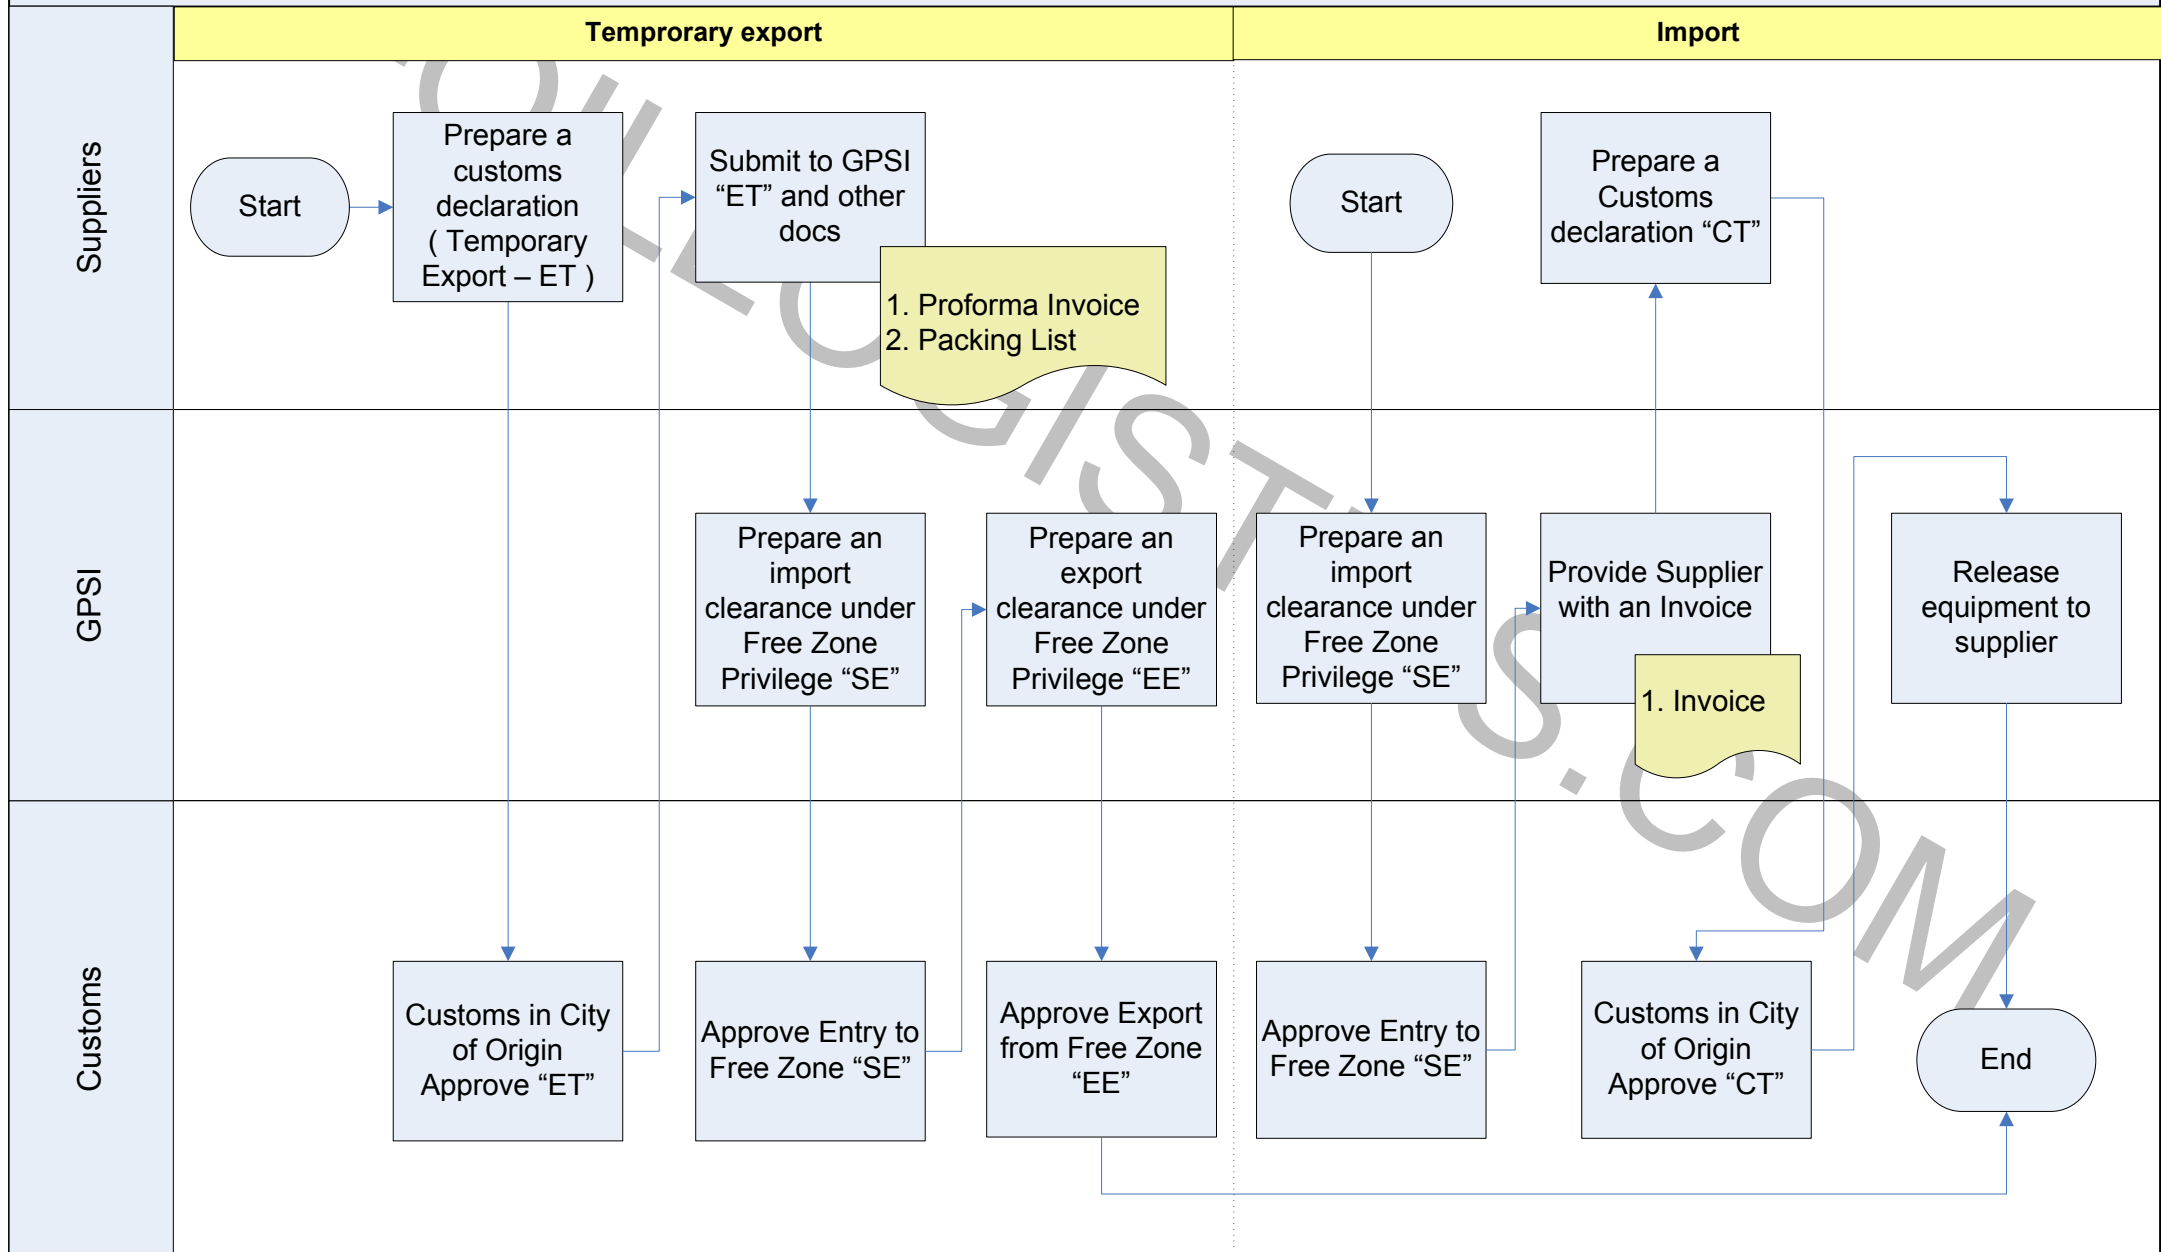 Temprorary export
Import
Suppliers
Start
Prepare a
customs
declaration
( Temporary
Export – ET )
Submit to GPSI
“ET” and other
docs
1. Proforma Invoice
2. Packing List
Start
Prepare a
Customs
declaration “CT”
GPSI
Prepare an
import
clearance under
Free Zone
Privilege “SE”
Prepare an
export
clearance under
Free Zone
Privilege “EE”
Prepare an
import
clearance under
Free Zone
Privilege “SE”
Provide Supplier
with an Invoice
1. Invoice
Release
equipment to
supplier
Customs
Customs in City
of Origin
Approve “ET”
Approve Entry to
Free Zone “SE”
Approve Export
from Free Zone
“EE”
Approve Entry to
Free Zone “SE”
Customs in City
of Origin
Approve “CT”
End